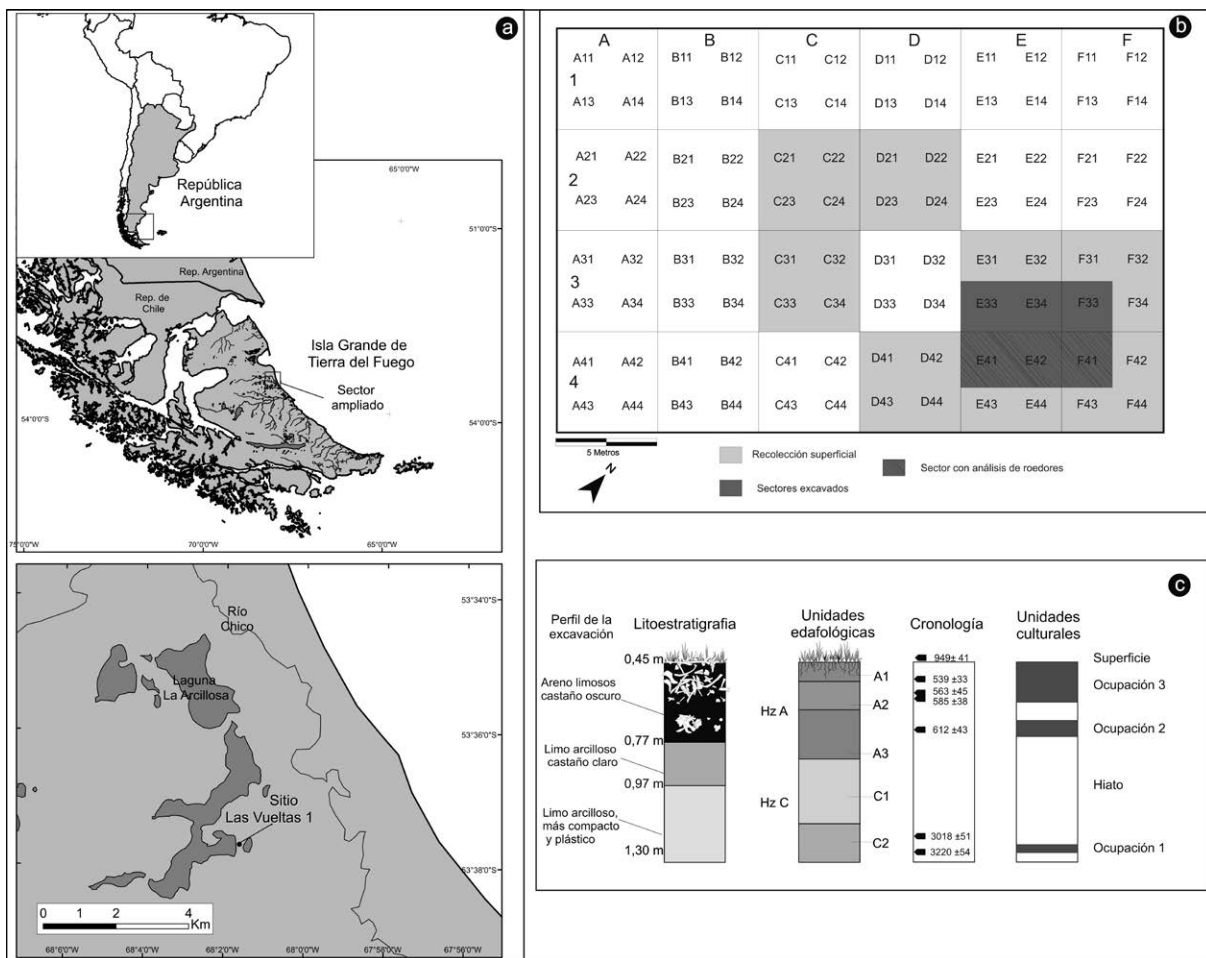 a
República
Argentina
65°0'0"W
51°0'0"S
Rep. Argentina
Rep. de
Chile
Isla Grande de
Tierra del Fuego
Sector
ampliado
54°0'0"S
54°0'0"S
75°0'0"W
70°0'0"W
65°0'0"W
Río
Chico
53°34'0"S
Laguna
La Arcillosa
53°36'0"S
Sitio
Las Vueltas 1
53°38'0"S
0 2 4
Km
68°6'0"W 68°4'0"W 68°2'0"W 68°0'0"W 67°58'0"W 67°56'0"W
b
A B C D E F
A11 A12 B11 B12 C11 C12 D11 D12 E11 E12 F11 F12
1
A13 A14 B13 B14 C13 C14 D13 D14 E13 E14 F13 F14
A21 A22 B21 B22 C21 C22 D21 D22 E21 E22 F21 F22
2
A23 A24 B23 B24 C23 C24 D23 D24 E23 E24 F23 F24
A31 A32 B31 B32 C31 C32 D31 D32 E31 E32 F31 F32
3
A33 A34 B33 B34 C33 C34 D33 D34 E33 E34 F33 F34
A41 A42 B41 B42 C41 C42 D41 D42 E41 E42 F41 F42
4
A43 A44 B43 B44 C43 C44 D43 D44 E43 E44 F43 F44
5 Metros
N
Recolección superficial
Sectores excavados
Sector con análisis de roedores
c
Perfil de la
excavación
Litoestratigrafia
Unidades
edafológicas
Cronología
Unidades
culturales
0,45 m
Areno limosos
castaño oscuro
0,77 m
Limo arcilloso
castaño claro
0,97 m
Limo arcilloso,
más compacto
y plástico
1,30 m
Hz A
Hz C
A1
A2
A3
C1
C2
949± 41
539 ±33
563 ±45
585 ±38
612 ±43
3018 ±51
3220 ±54
Superficie
Ocupación 3
Ocupación 2
Hiato
Ocupación 1